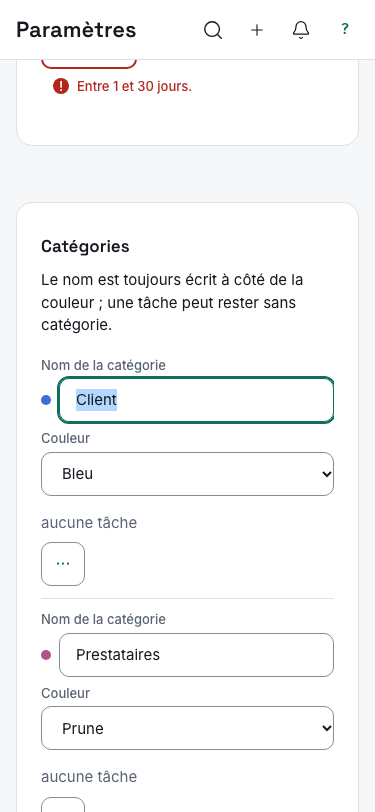 Paramètres
?
! Entre 1 et 30 jours.
Catégories
Le nom est toujours écrit à côté de la
couleur ; une tâche peut rester sans
catégorie.
Nom de la catégorie
Client
Couleur
Bleu
aucune tâche
...
Nom de la catégorie
Prestataires
Couleur
Prune
aucune tâche